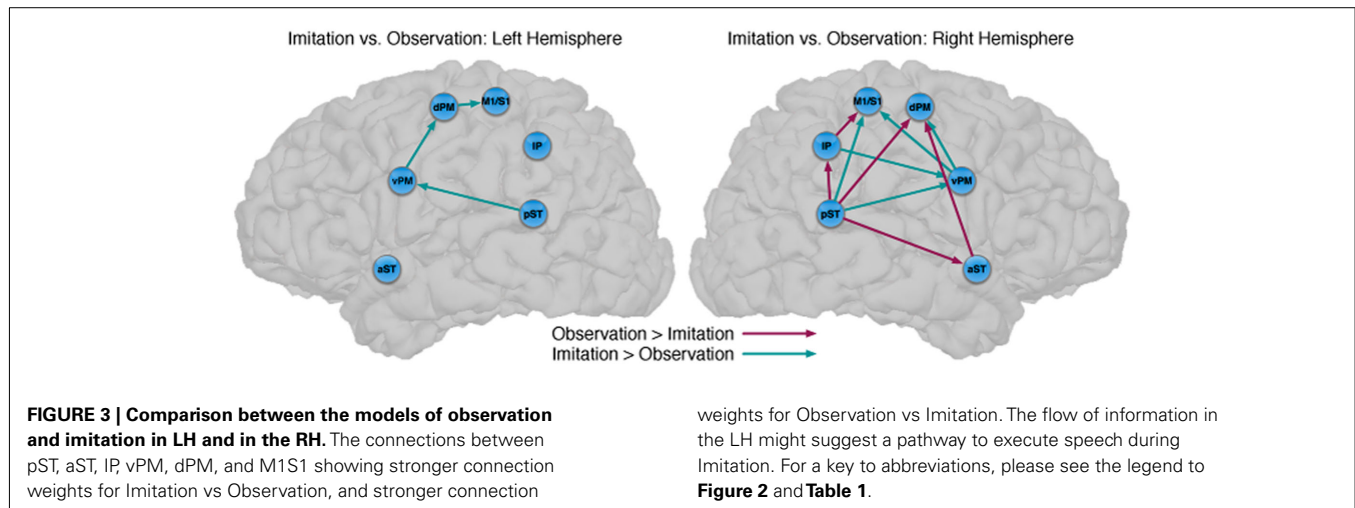 Imitation vs. Observation: Left Hemisphere
Imitation vs. Observation: Right Hemisphere
dPM
M1/S1
IP
vPM
pST
aST
M1/S1
dPM
IP
vPM
pST
aST
Observation > Imitation
Imitation > Observation
FIGURE 3 | Comparison between the models of observation
and imitation in LH and in the RH. The connections between
pST, aST, IP, vPM, dPM, and M1S1 showing stronger connection
weights for Imitation vs Observation, and stronger connection
weights for Observation vs Imitation. The flow of information in
the LH might suggest a pathway to execute speech during
Imitation. For a key to abbreviations, please see the legend to
Figure 2 and Table 1.